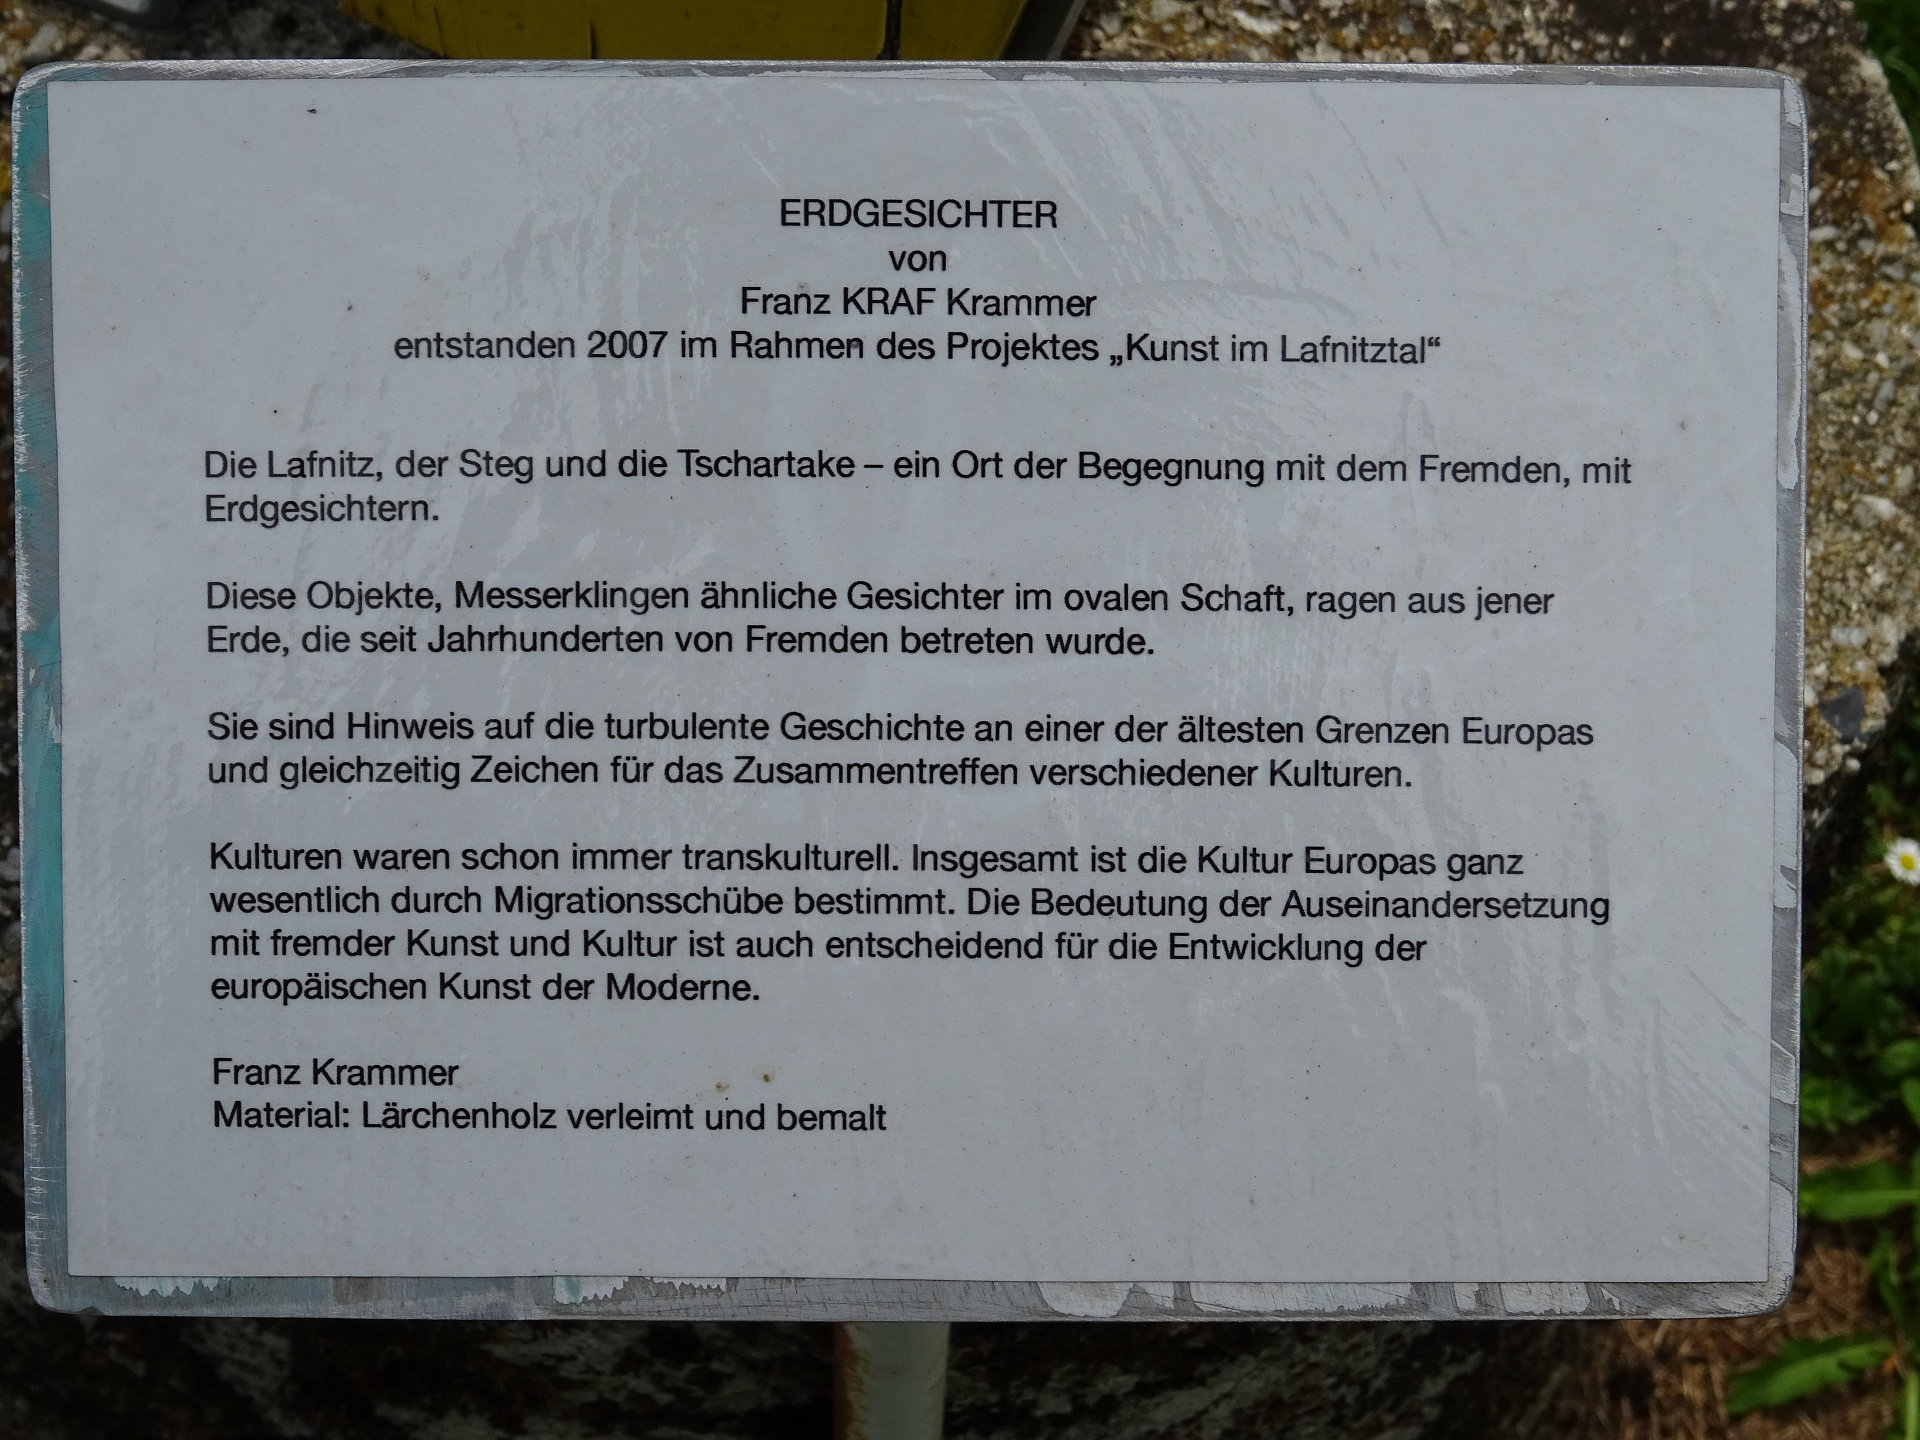 ERDGESICHTER
von
Franz KRAF Krammer
entstanden 2007 im Rahmen des Projektes „Kunst im Lafnitztal“
Die Lafnitz, der Steg und die Tschartake – ein Ort der Begegnung mit dem Fremden, mit
Erdgesichtern.
Diese Objekte, Messerklingen ähnliche Gesichter im ovalen Schaft, ragen aus jener
Erde, die seit Jahrhunderten von Fremden betreten wurde.
Sie sind Hinweis auf die turbulente Geschichte an einer der ältesten Grenzen Europas
und gleichzeitig Zeichen für das Zusammentreffen verschiedener Kulturen.
Kulturen waren schon immer transkulturell. Insgesamt ist die Kultur Europas ganz
wesentlich durch Migrationsschübe bestimmt. Die Bedeutung der Auseinandersetzung
mit fremder Kunst und Kultur ist auch entscheidend für die Entwicklung der
europäischen Kunst der Moderne.
Franz Krammer
Material: Lärchenholz verleimt und bemalt